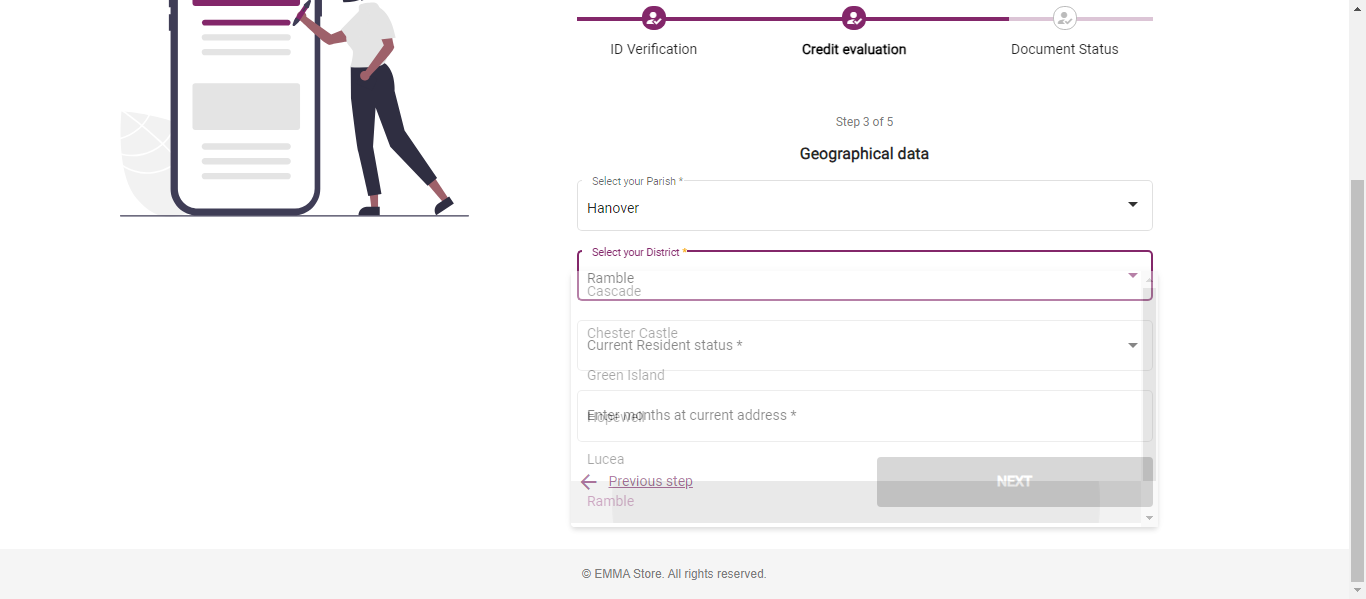 ID Verification
Credit evaluation
Document Status
Step 3 of 5
Geographical data
Select your Parish *
Hanover
Select your District *
Ramble
Cascade
Chester Castle
Current Resident status *
Green Island
Enter months at current address *
Hopewell
Lucea
Previous step
NEXT
Ramble
© EMMA Store. All rights reserved.